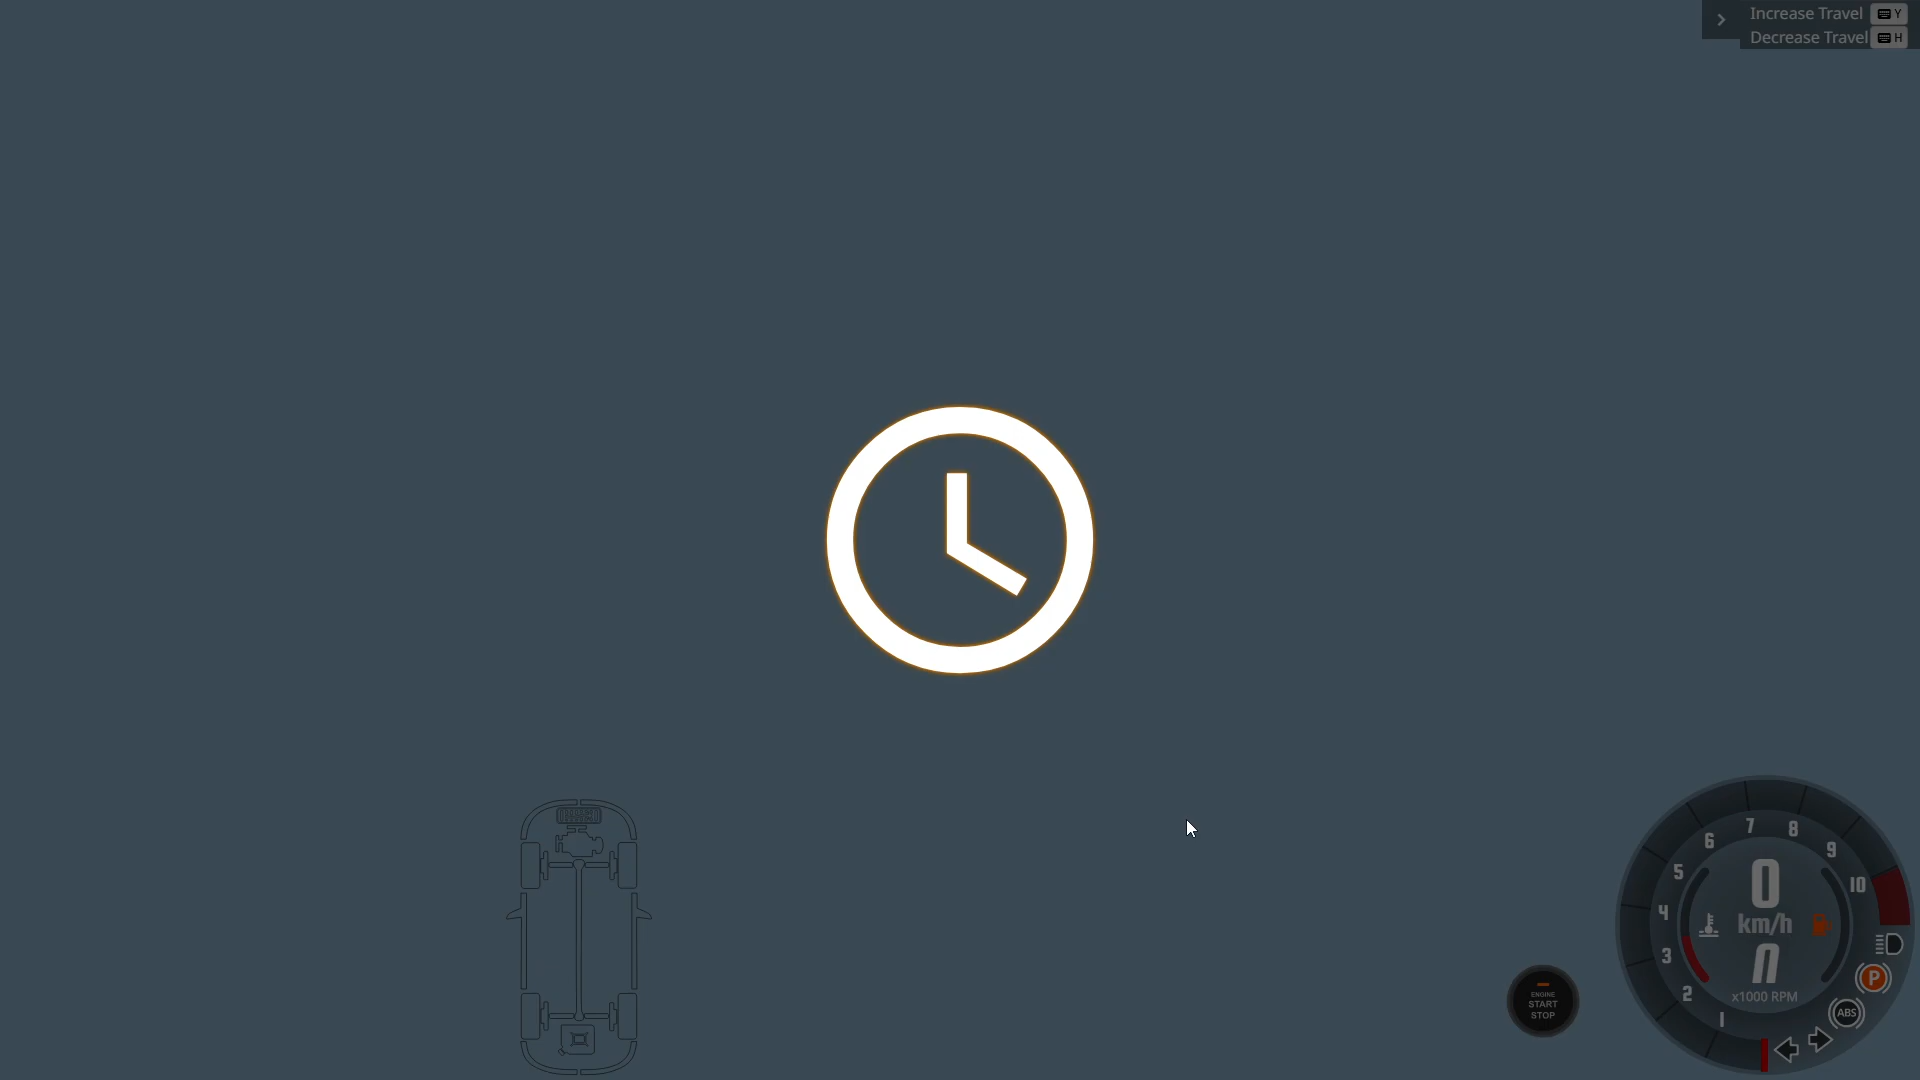 Increase Travel Y
Decrease Travel H
7
8
6
9
5
10
4
3
2
1
0
km/h
n
x1000 RPM
P
ABS
ENGINE
START
STOP